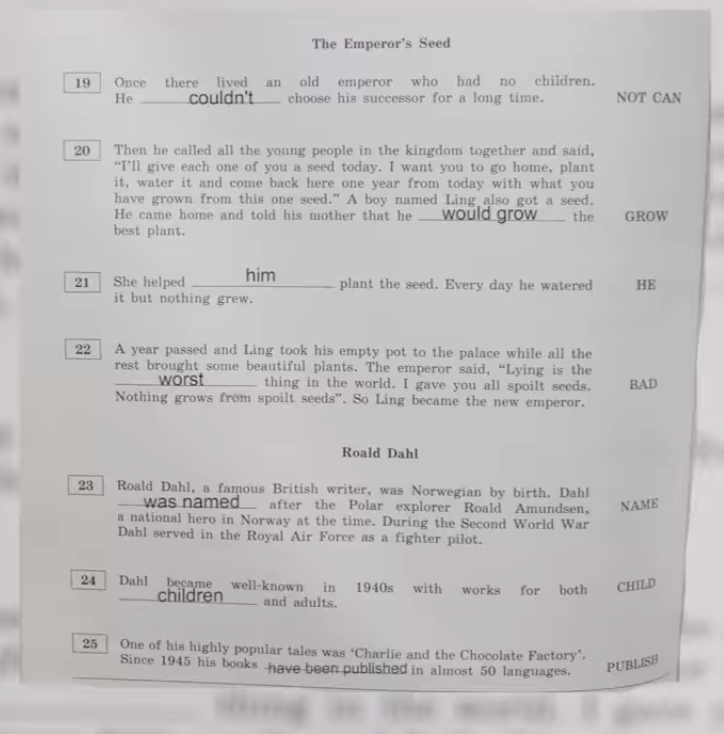 The Emperor's Seed
19 Once there lived an old emperor who had no children.
He couldn't choose his successor for a long time. NOT CAN
20 Then he called all the young people in the kingdom together and said,
"I'll give each one of you a seed today. I want you to go home, plant
it, water it and come back here one year from today with what you
have grown from this one seed." A boy named Ling also got a seed.
He came home and told his mother that he would grow the GROW
best plant.
21 She helped him plant the seed. Every day he watered HE
it but nothing grew.
22 A year passed and Ling took his empty pot to the palace while all the
rest brought some beautiful plants. The emperor said, "Lying is the
worst thing in the world. I gave you all spoilt seeds. BAD
Nothing grows from spoilt seeds". So Ling became the new emperor.
Roald Dahl
23 Roald Dahl, a famous British writer, was Norwegian by birth. Dahl
was named after the Polar explorer Roald Amundsen, NAME
a national hero in Norway at the time. During the Second World War
Dahl served in the Royal Air Force as a fighter pilot.
24 Dahl became well-known in 1940s with works for both CHILD
children and adults.
25 One of his highly popular tales was 'Charlie and the Chocolate Factory'.
Since 1945 his books have been published in almost 50 languages. PUBLISH